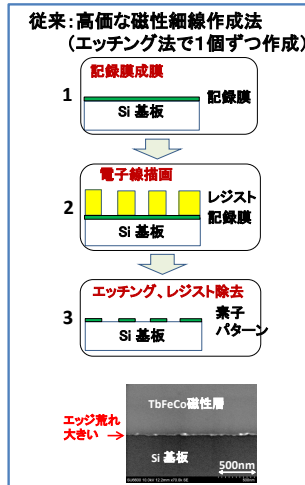 従来：高価な磁性細線作成法
（エッチング法で1個ずつ作成）
記録膜成膜
1
記録膜
Si 基板
電子線描画
2
レジスト
記録膜
Si 基板
エッチング、レジスト除去
3
素子
パターン
Si 基板
TbFeCo磁性層
エッジ荒れ
大きい
Si 基板
500nm